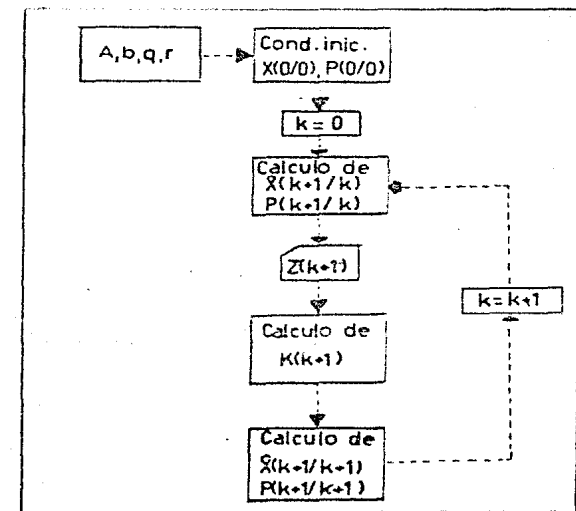 A,b,q,r
Cond.inic.
X(0/0), P(0/0)
k = 0
Calculo de
X̂(k+1/k)
P(k+1/k)
Z(k+1)
Calculo de
K(k+1)
k=k+1
Calculo de
X̂(k+1/k+1)
P(k+1/k+1)